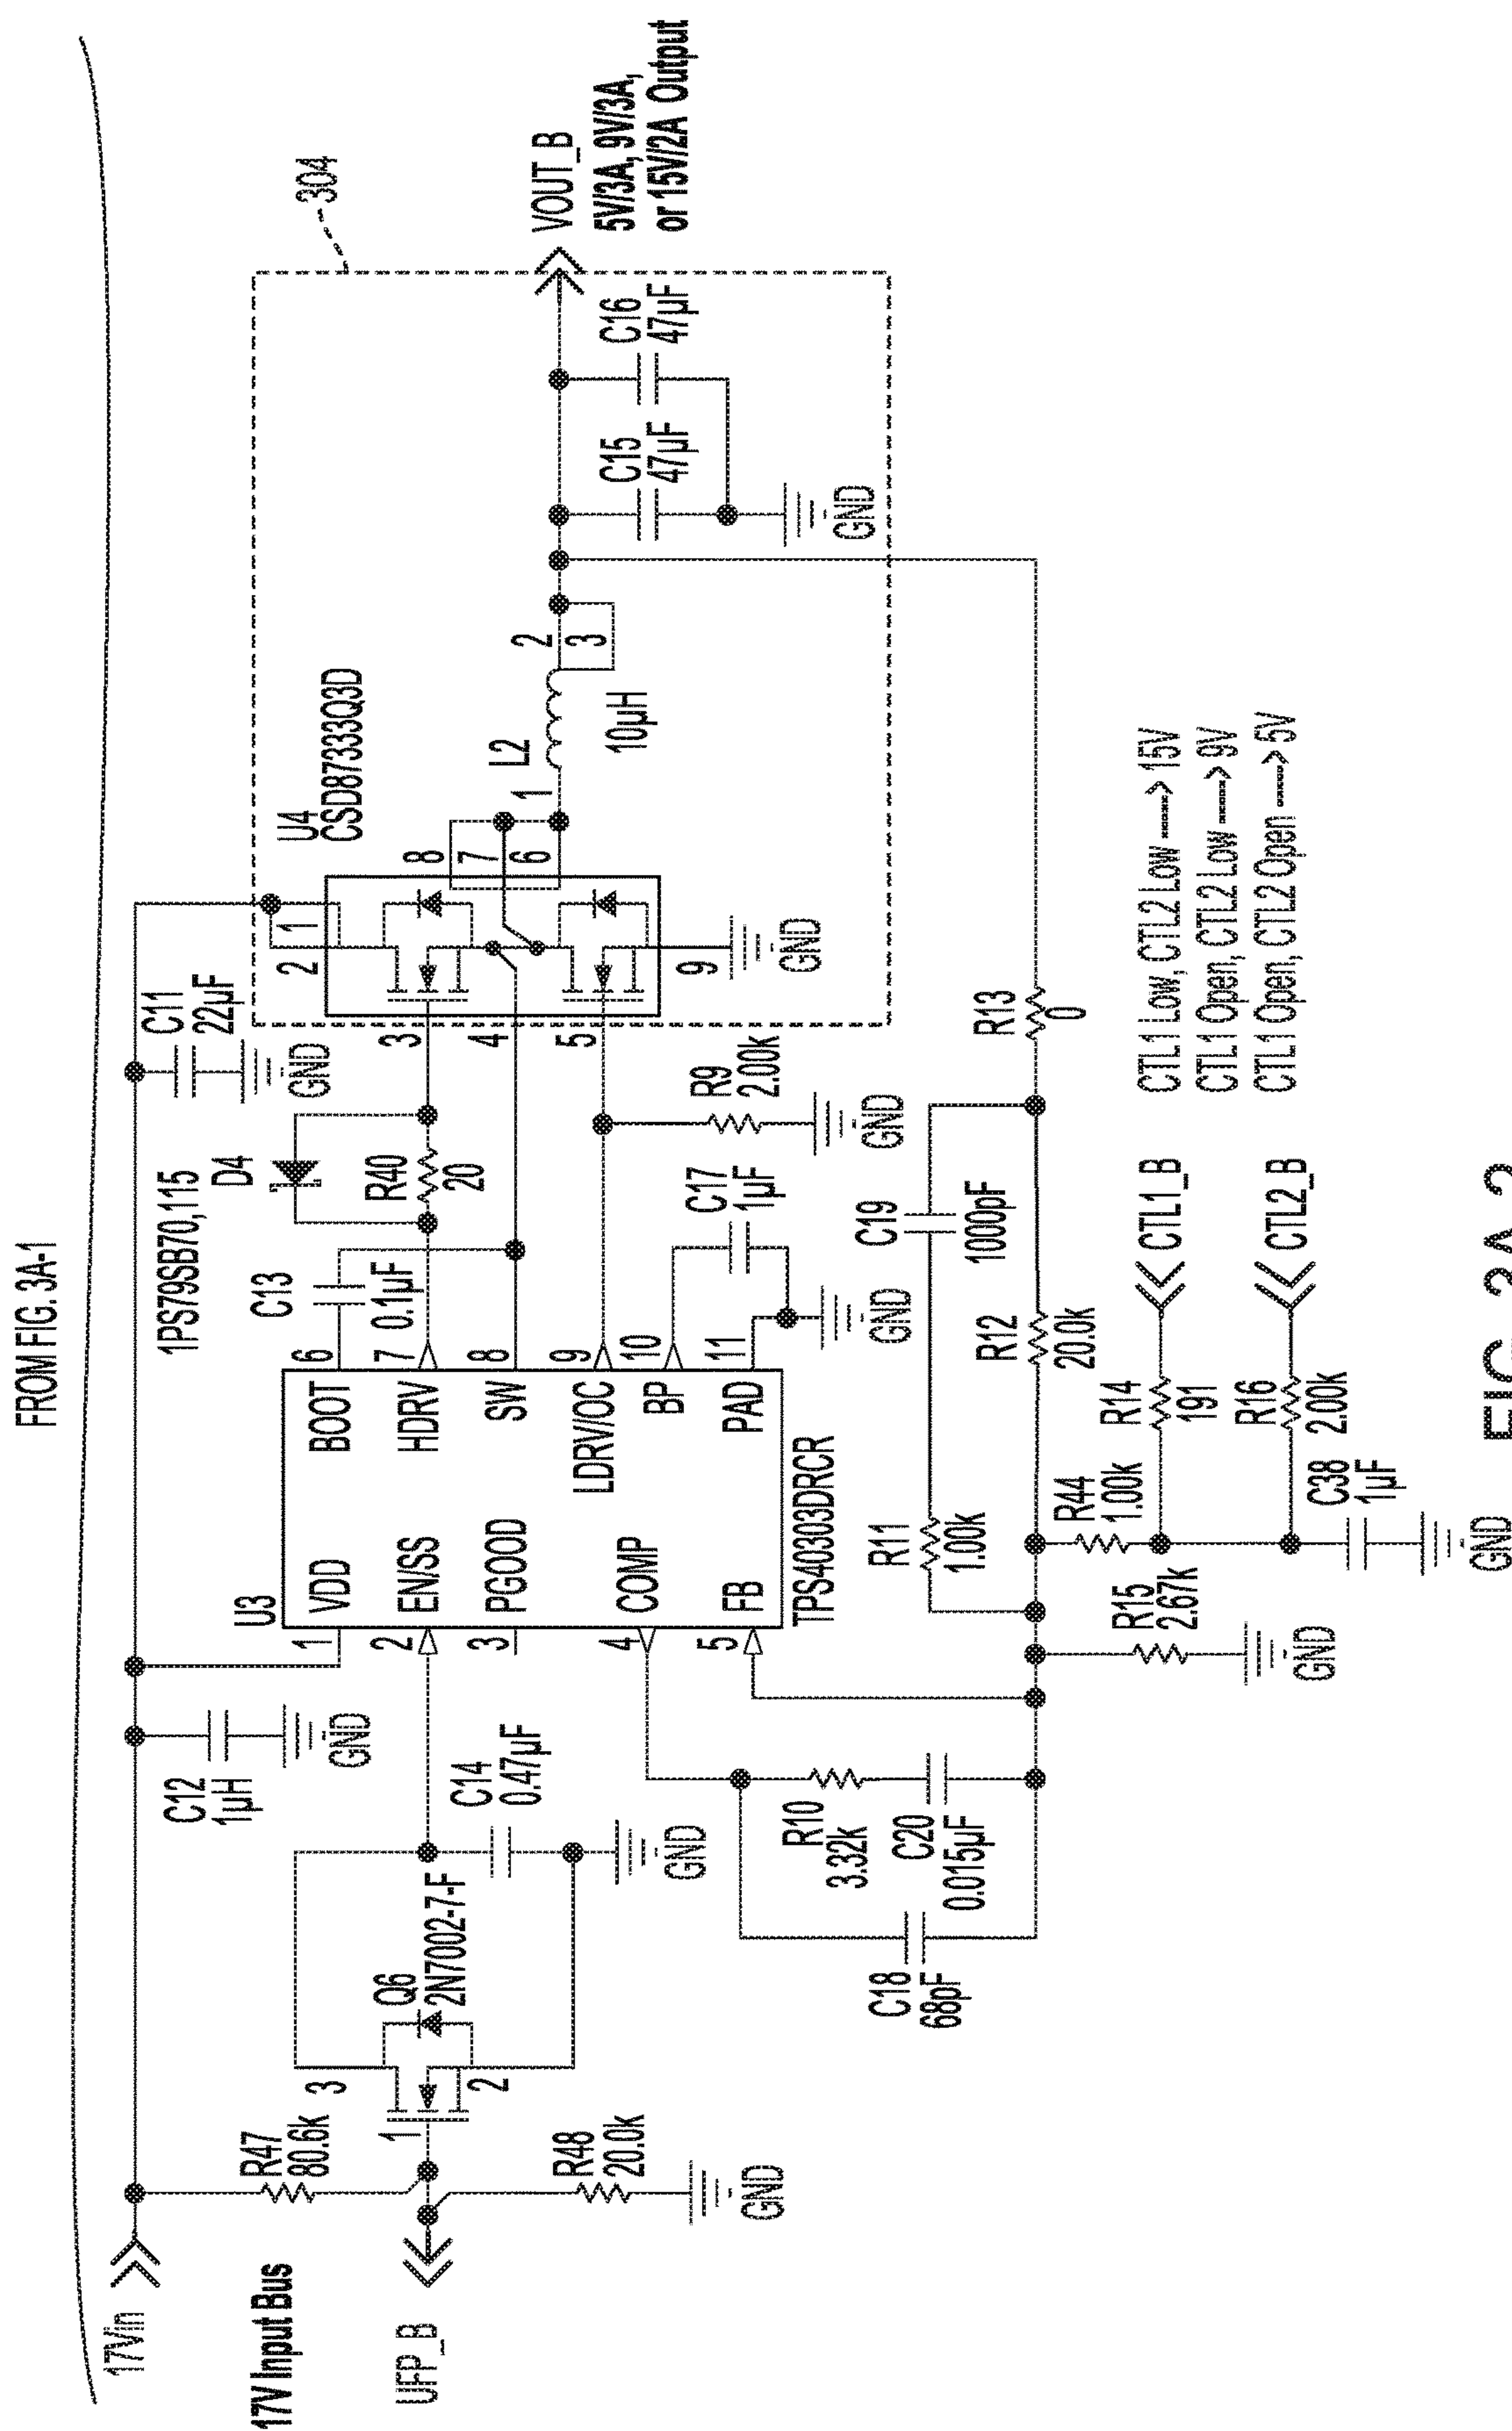 FROM FIG. 3A-1
17Vin
17V Input Bus
UFP_B
R47
80.6k
R48
20.0k
GND
1
2
3
Q6
2N7002-7-F
C12
1µH
GND
C14
0.47µF
GND
U3
1
2
3
4
5
VDD
EN/SS
PGOOD
COMP
FB
BOOT
HDRV
SW
LDRV/OC
BP
PAD
6
7
8
9
10
11
TPS40303DRCR
C13
0.1µF
1PS79SB70,115
D4
R40
20
C11
22µF
GND
R9
2.00k
GND
C17
1µF
GND
3
4
5
2
1
8
7
6
9
GND
U4
CSD87333Q3D
L2
1
2
3
10µH
C15
47µF
C16
47µF
GND
304
VOUT_B
5V/3A, 9V/3A,
or 15V/2A Output
C18
68pF
R10
3.32k
C20
0.015µF
R11
1.00k
C19
1000pF
R12
20.0k
R13
0
R15
2.67k
GND
R44
1.00k
R14
191
CTL1_B
R16
2.00k
CTL2_B
C38
1µF
GND
CTL1 Low, CTL2 Low ----> 15V
CTL1 Open, CTL2 Low ----> 9V
CTL1 Open, CTL2 Open ----> 5V
FIG. 3A-2